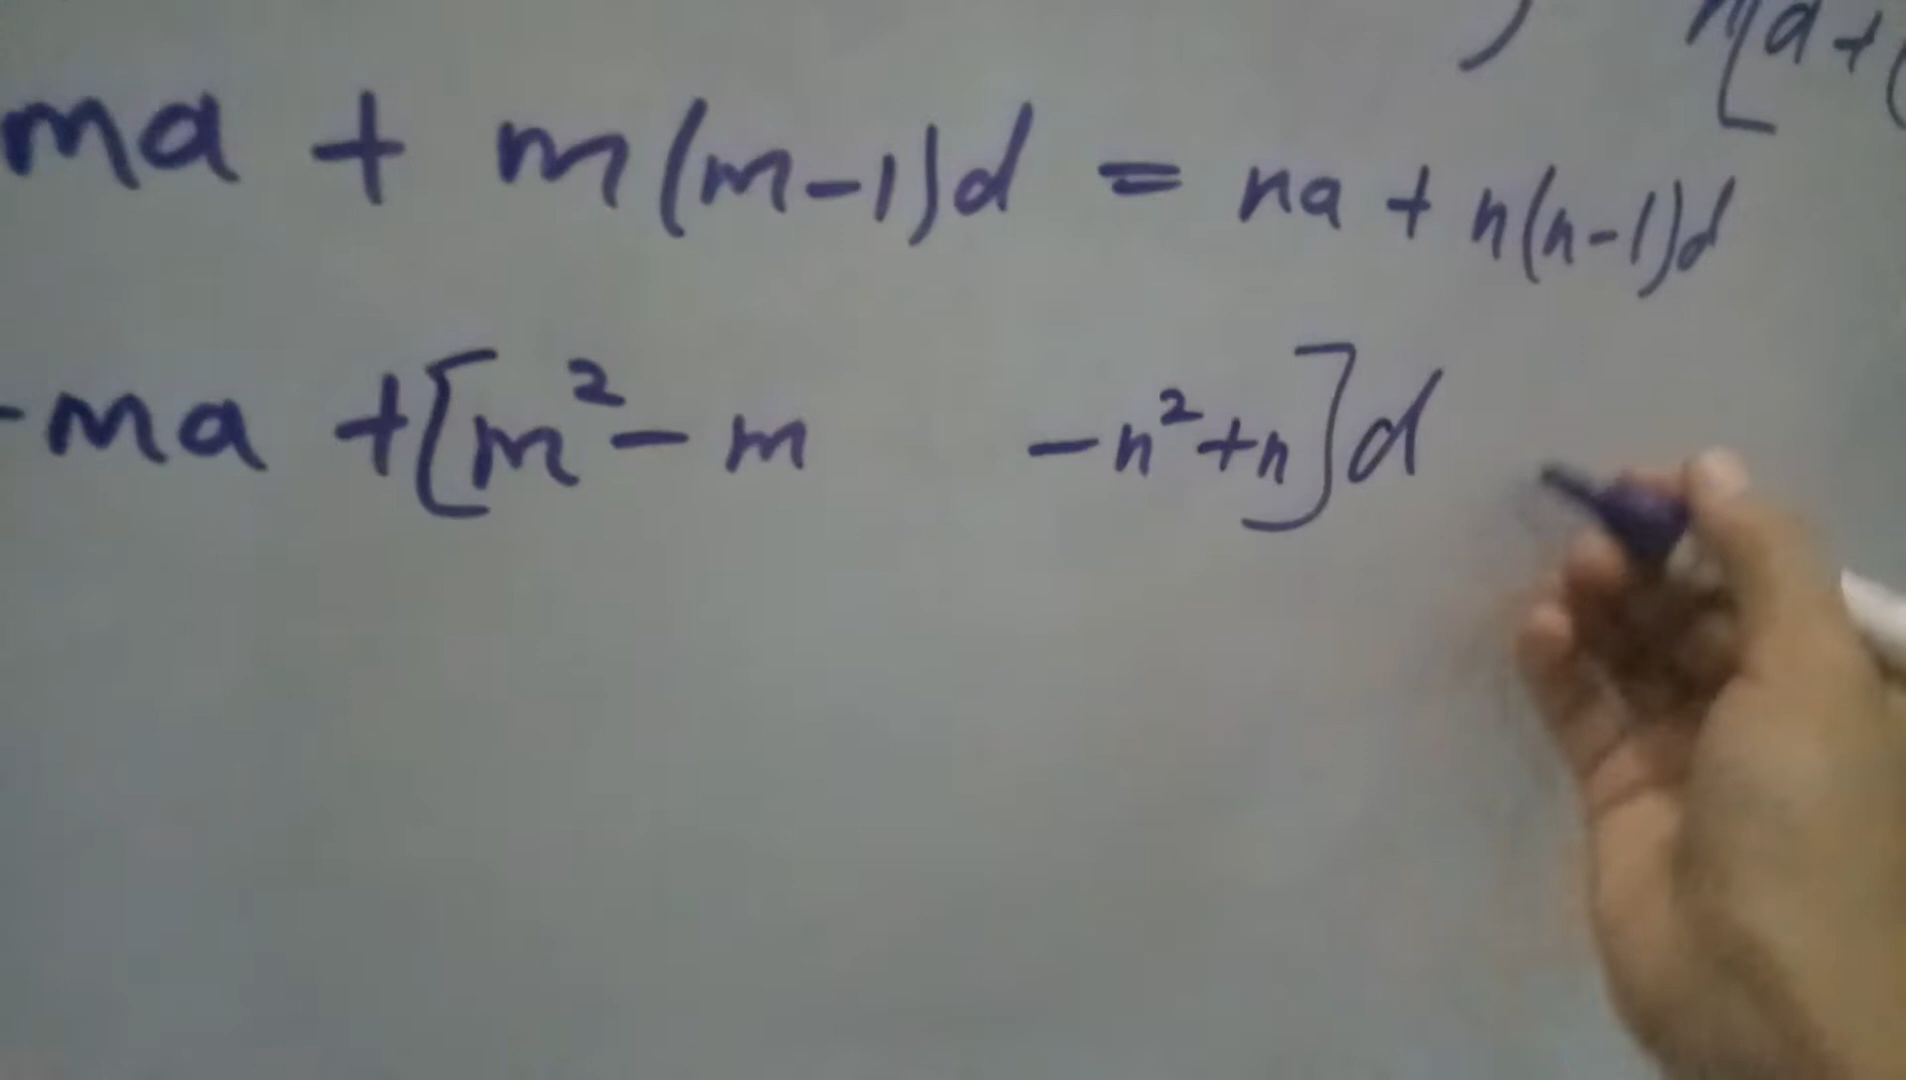 ) n[a+(
ma + m(m-1)d = na + n(n-1)d
-ma +[m²-m -n²+n]d